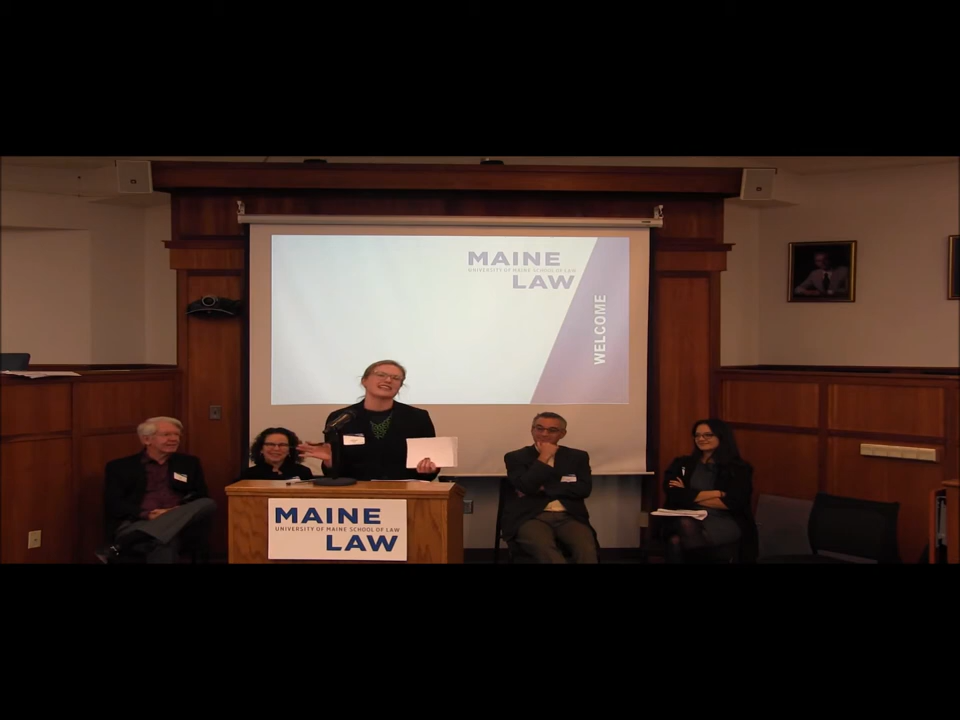 MAINE
UNIVERSITY OF MAINE SCHOOL OF LAW
LAW
WELCOME
MAINE
UNIVERSITY OF MAINE SCHOOL OF LAW
LAW